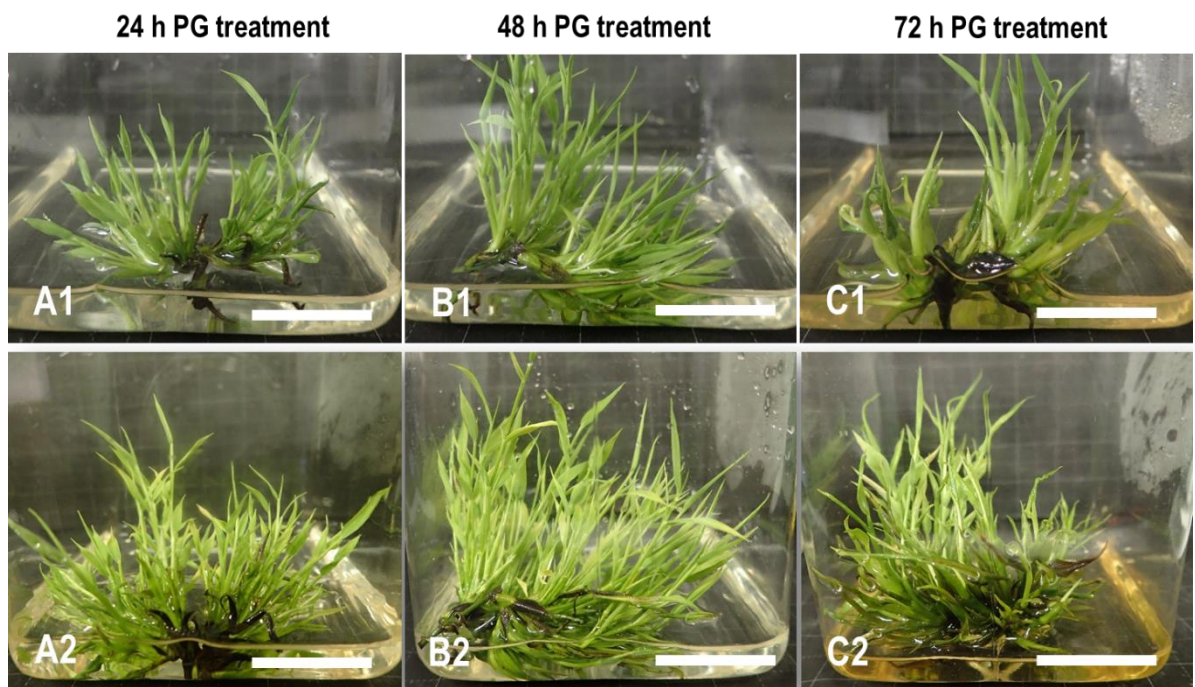 24 h PG treatment
48 h PG treatment
72 h PG treatment
A1
B1
C1
A2
B2
C2